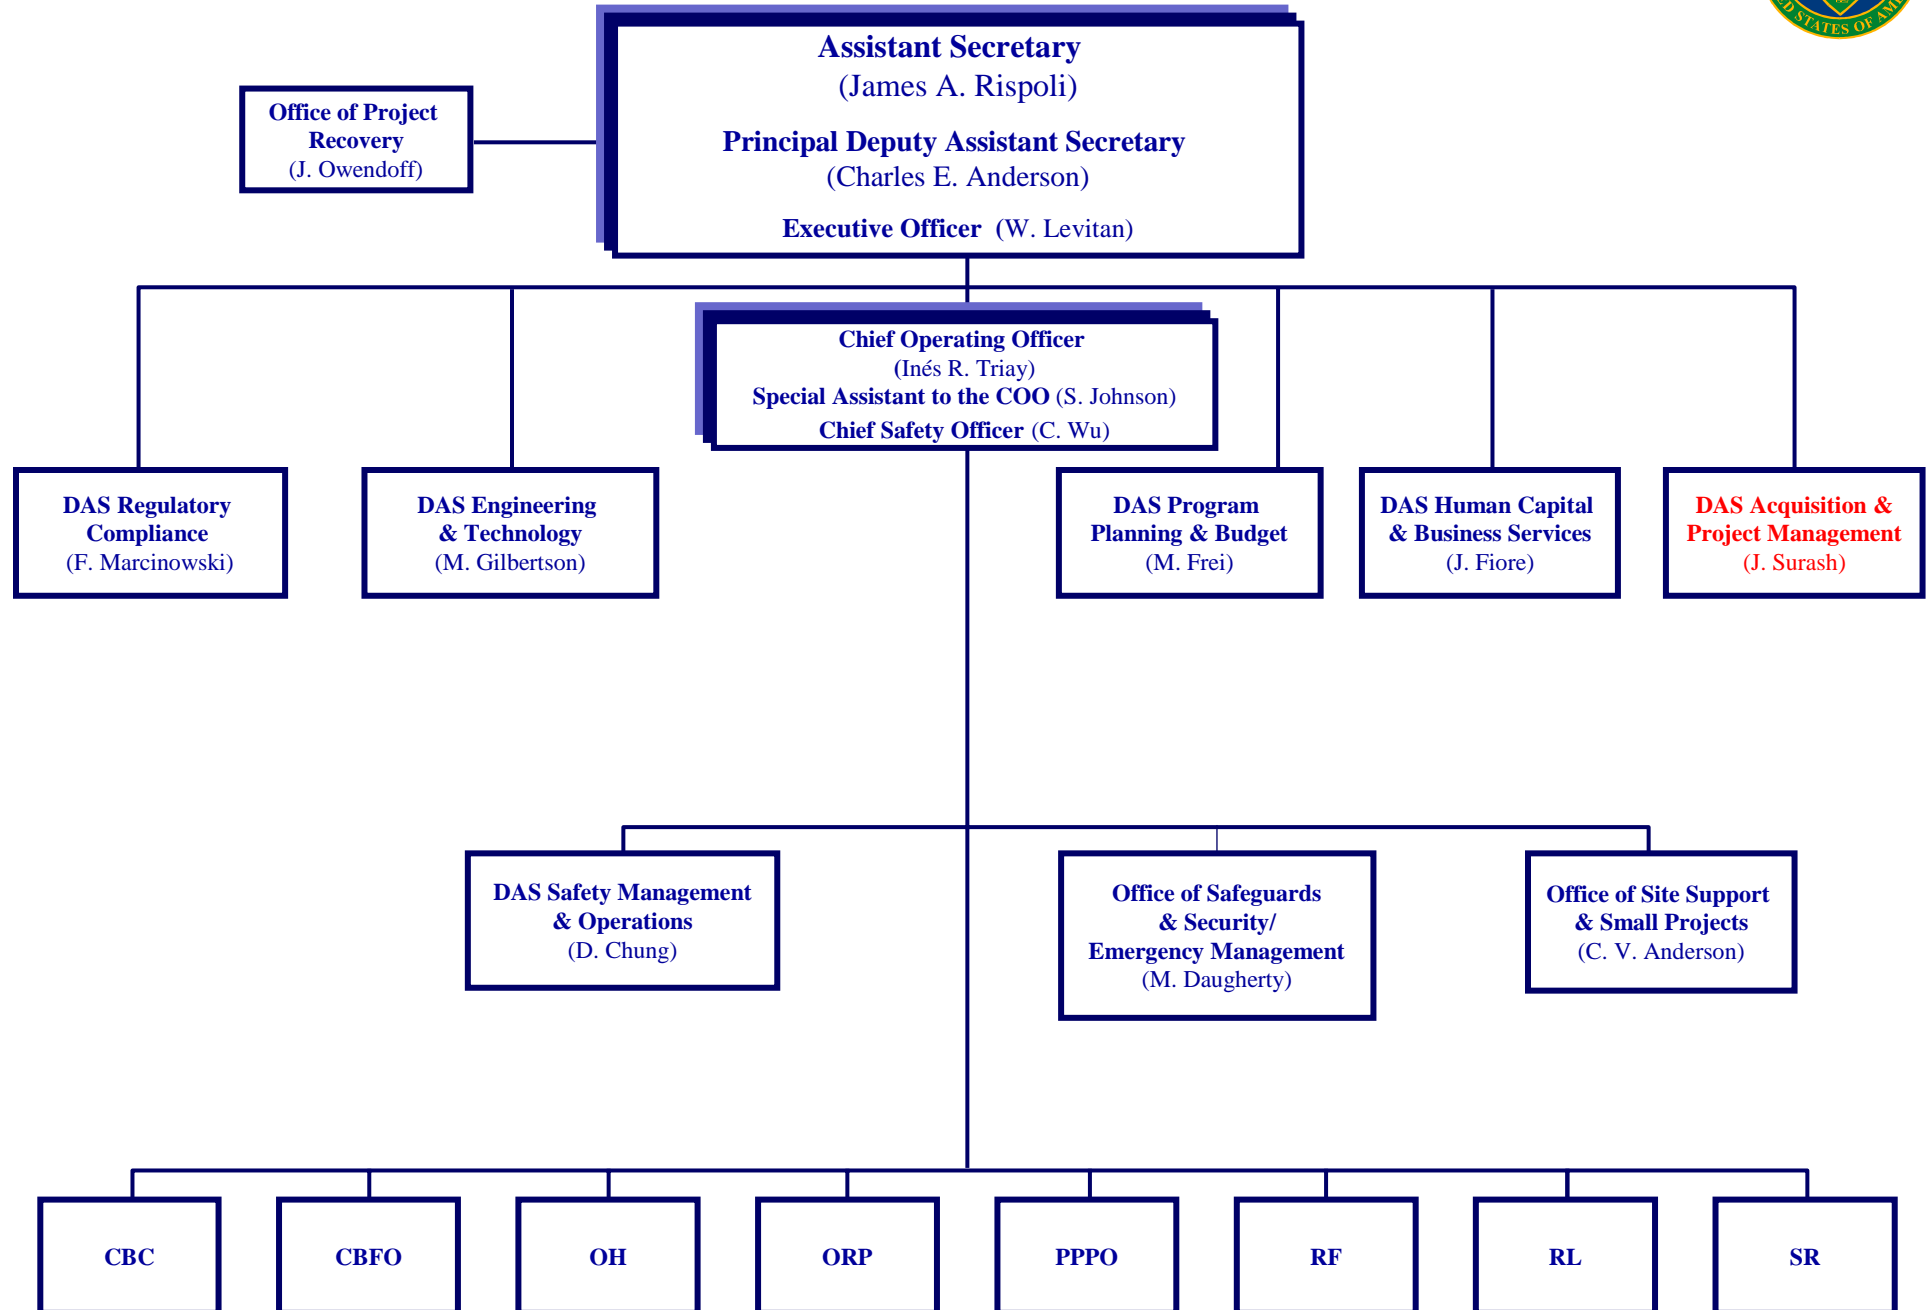 STATES OF
Assistant Secretary
(James A. Rispoli)
Principal Deputy Assistant Secretary
(Charles E. Anderson)
Executive Officer (W. Levitan)
Office of Project
Recovery
(J. Owendoff)
Chief Operating Officer
(Inés R. Triay)
Special Assistant to the COO (S. Johnson)
Chief Safety Officer (C. Wu)
DAS Regulatory
Compliance
(F. Marcinowski)
DAS Engineering
& Technology
(M. Gilbertson)
DAS Program
Planning & Budget
(M. Frei)
DAS Human Capital
& Business Services
(J. Fiore)
DAS Acquisition &
Project Management
(J. Surash)
DAS Safety Management
& Operations
(D. Chung)
Office of Safeguards
& Security/
Emergency Management
(M. Daugherty)
Office of Site Support
& Small Projects
(C. V. Anderson)
CBC
CBFO
OH
ORP
PPPO
RF
RL
SR